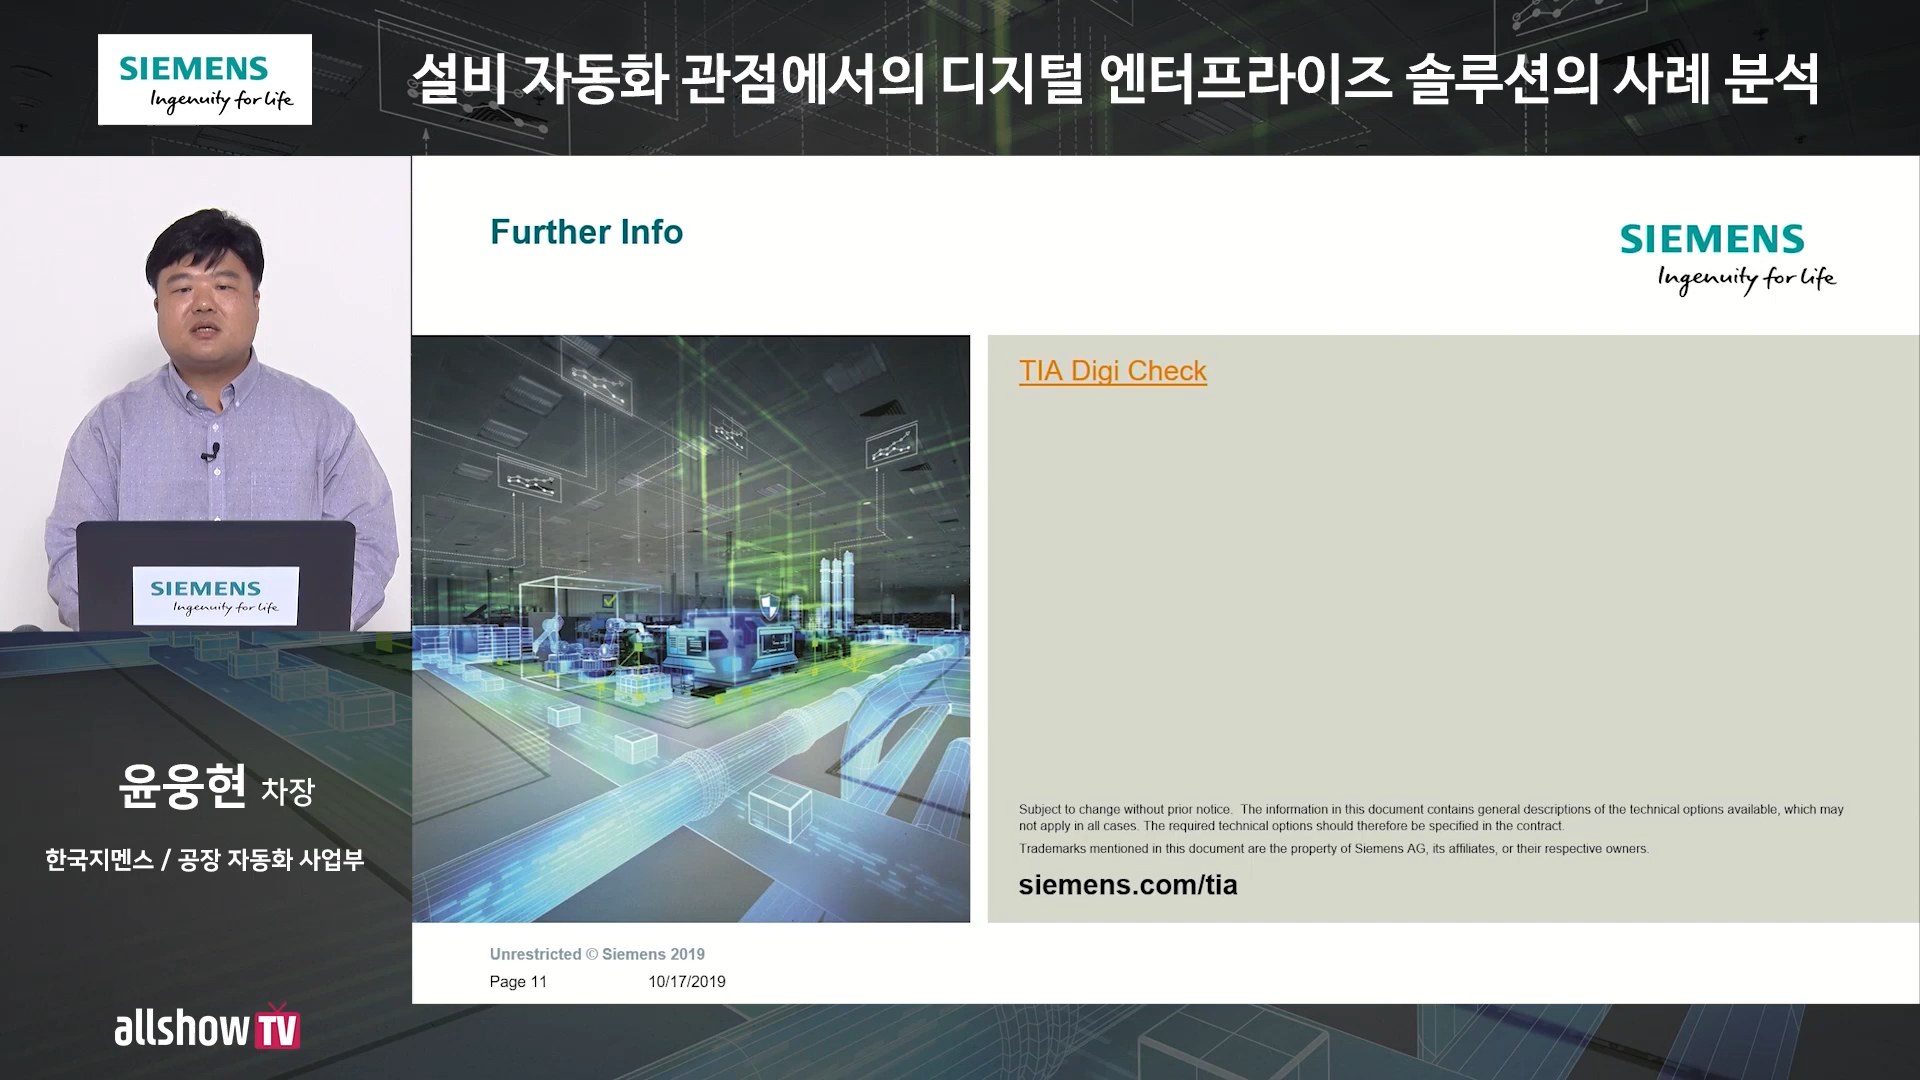 SIEMENS
Ingenuity for life
설비 자동화 관점에서의 디지털 엔터프라이즈 솔루션의 사례 분석
Further Info
SIEMENS
Ingenuity for life
TIA Digi Check
SIEMENS
Ingenuity for life
윤웅현 차장
한국지멘스 / 공장 자동화 사업부
Subject to change without prior notice. The information in this document contains general descriptions of the technical options available, which may
not apply in all cases. The required technical options should therefore be specified in the contract.
Trademarks mentioned in this document are the property of Siemens AG, its affiliates, or their respective owners.
siemens.com/tia
Unrestricted © Siemens 2019
Page 11 10/17/2019
allshow TV